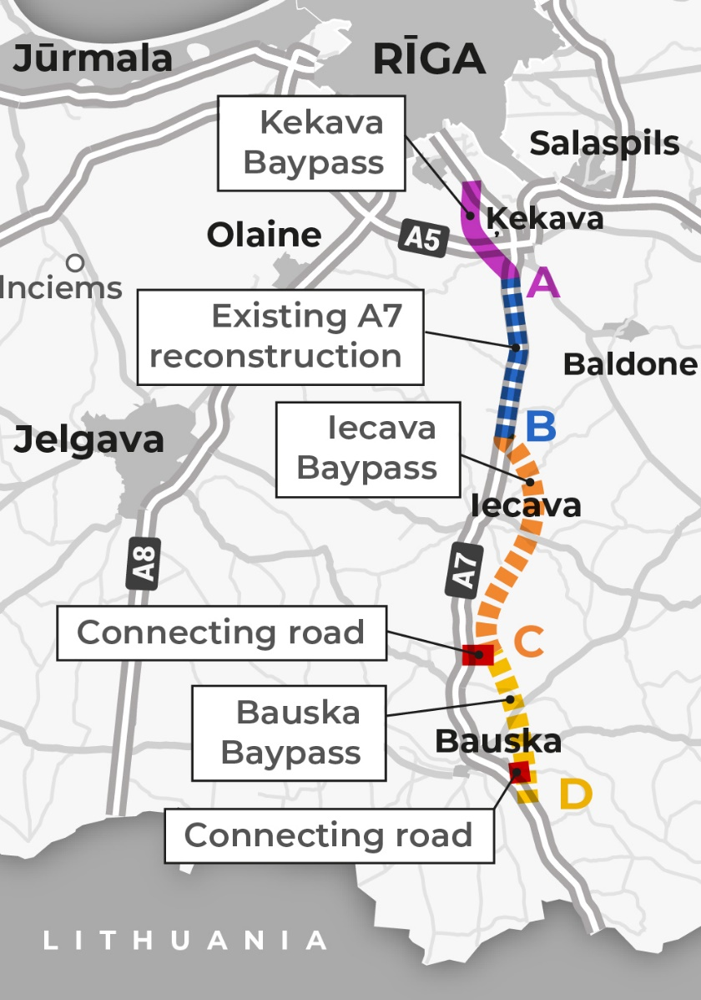 Jūrmala
RĪGA
Kekava
Baypass
Salaspils
Ķekava
Olaine
A5
Inciems
A
Existing A7
reconstruction
Baldone
Iecava
Baypass
B
Jelgava
Iecava
A8
A7
Connecting road
C
Bauska
Baypass
Bauska
D
Connecting road
LITHUANIA